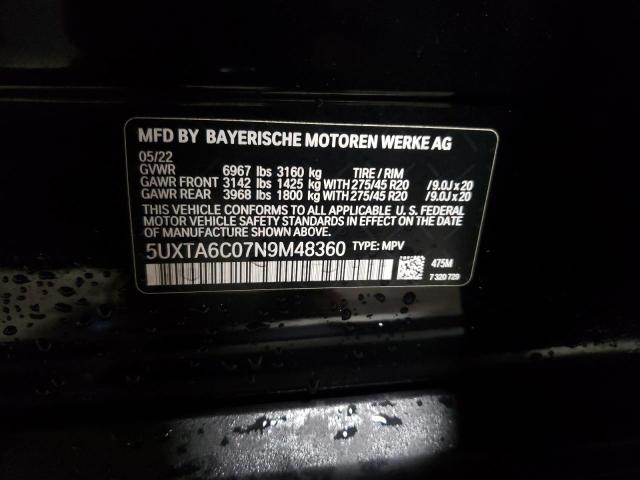 MFD BY BAYERISCHE MOTOREN WERKE AG
05/22
GVWR 6967 lbs 3160 kg TIRE / RIM
GAWR FRONT 3142 lbs 1425 kg WITH 275/45 R20 /9.0J x 20
GAWR REAR 3968 lbs 1800 kg WITH 275/45 R20 /9.0J x 20
THIS VEHICLE CONFORMS TO ALL APPLICABLE U. S. FEDERAL
MOTOR VEHICLE SAFETY STANDARDS IN EFFECT ON THE DATE
OF MANUFACTURE SHOWN ABOVE.
5UXTA6C07N9M48360 TYPE: MPV
475M
7 320 729